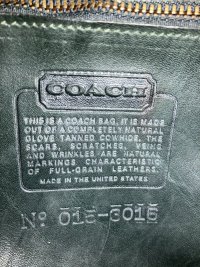 COACH
THIS IS A COACH BAG. IT IS MADE
OUT OF A COMPLETELY NATURAL
GLOVE TANNED COWHIDE, THE
SCARS, SCRATCHES, VEINS
AND WRINKLES ARE NATURAL
MARKINGS CHARACTERISTIC
OF FULL-GRAIN LEATHERS.
MADE IN THE UNITED STATES
No 015-3015